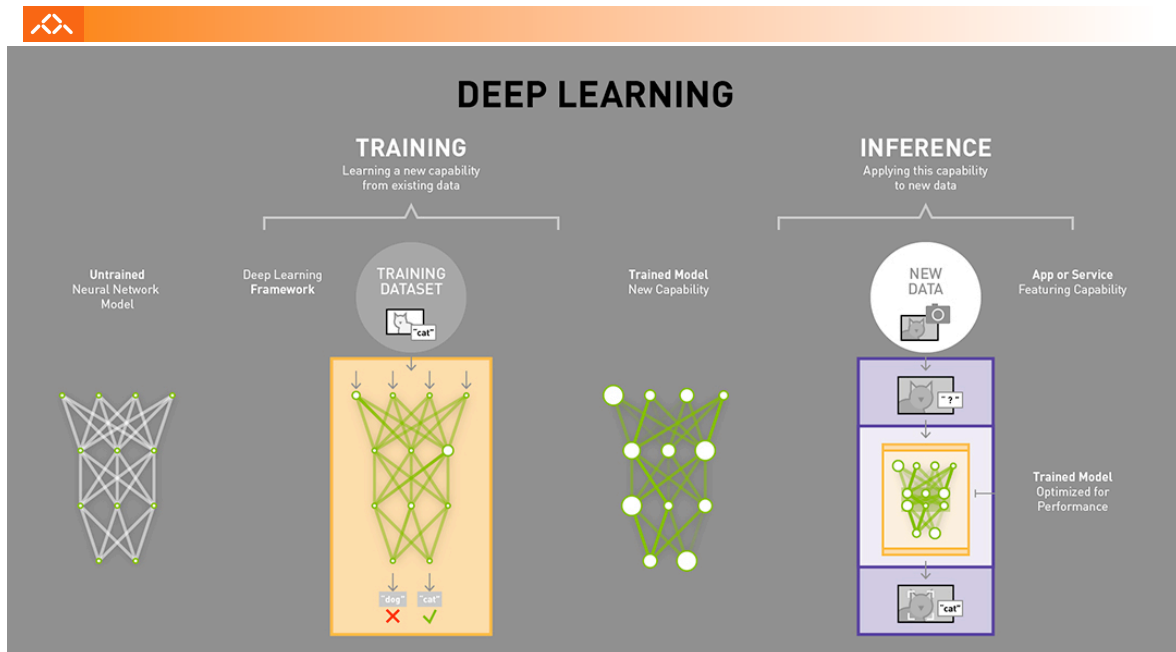 DEEP LEARNING
TRAINING
Learning a new capability
from existing data
INFERENCE
Applying this capability
to new data
Untrained
Neural Network
Model
Deep Learning
Framework
TRAINING
DATASET
"cat"
Trained Model
New Capability
NEW
DATA
App or Service
Featuring Capability
"?"
Trained Model
Optimized for
Performance
"dog"
"cat"
"cat"